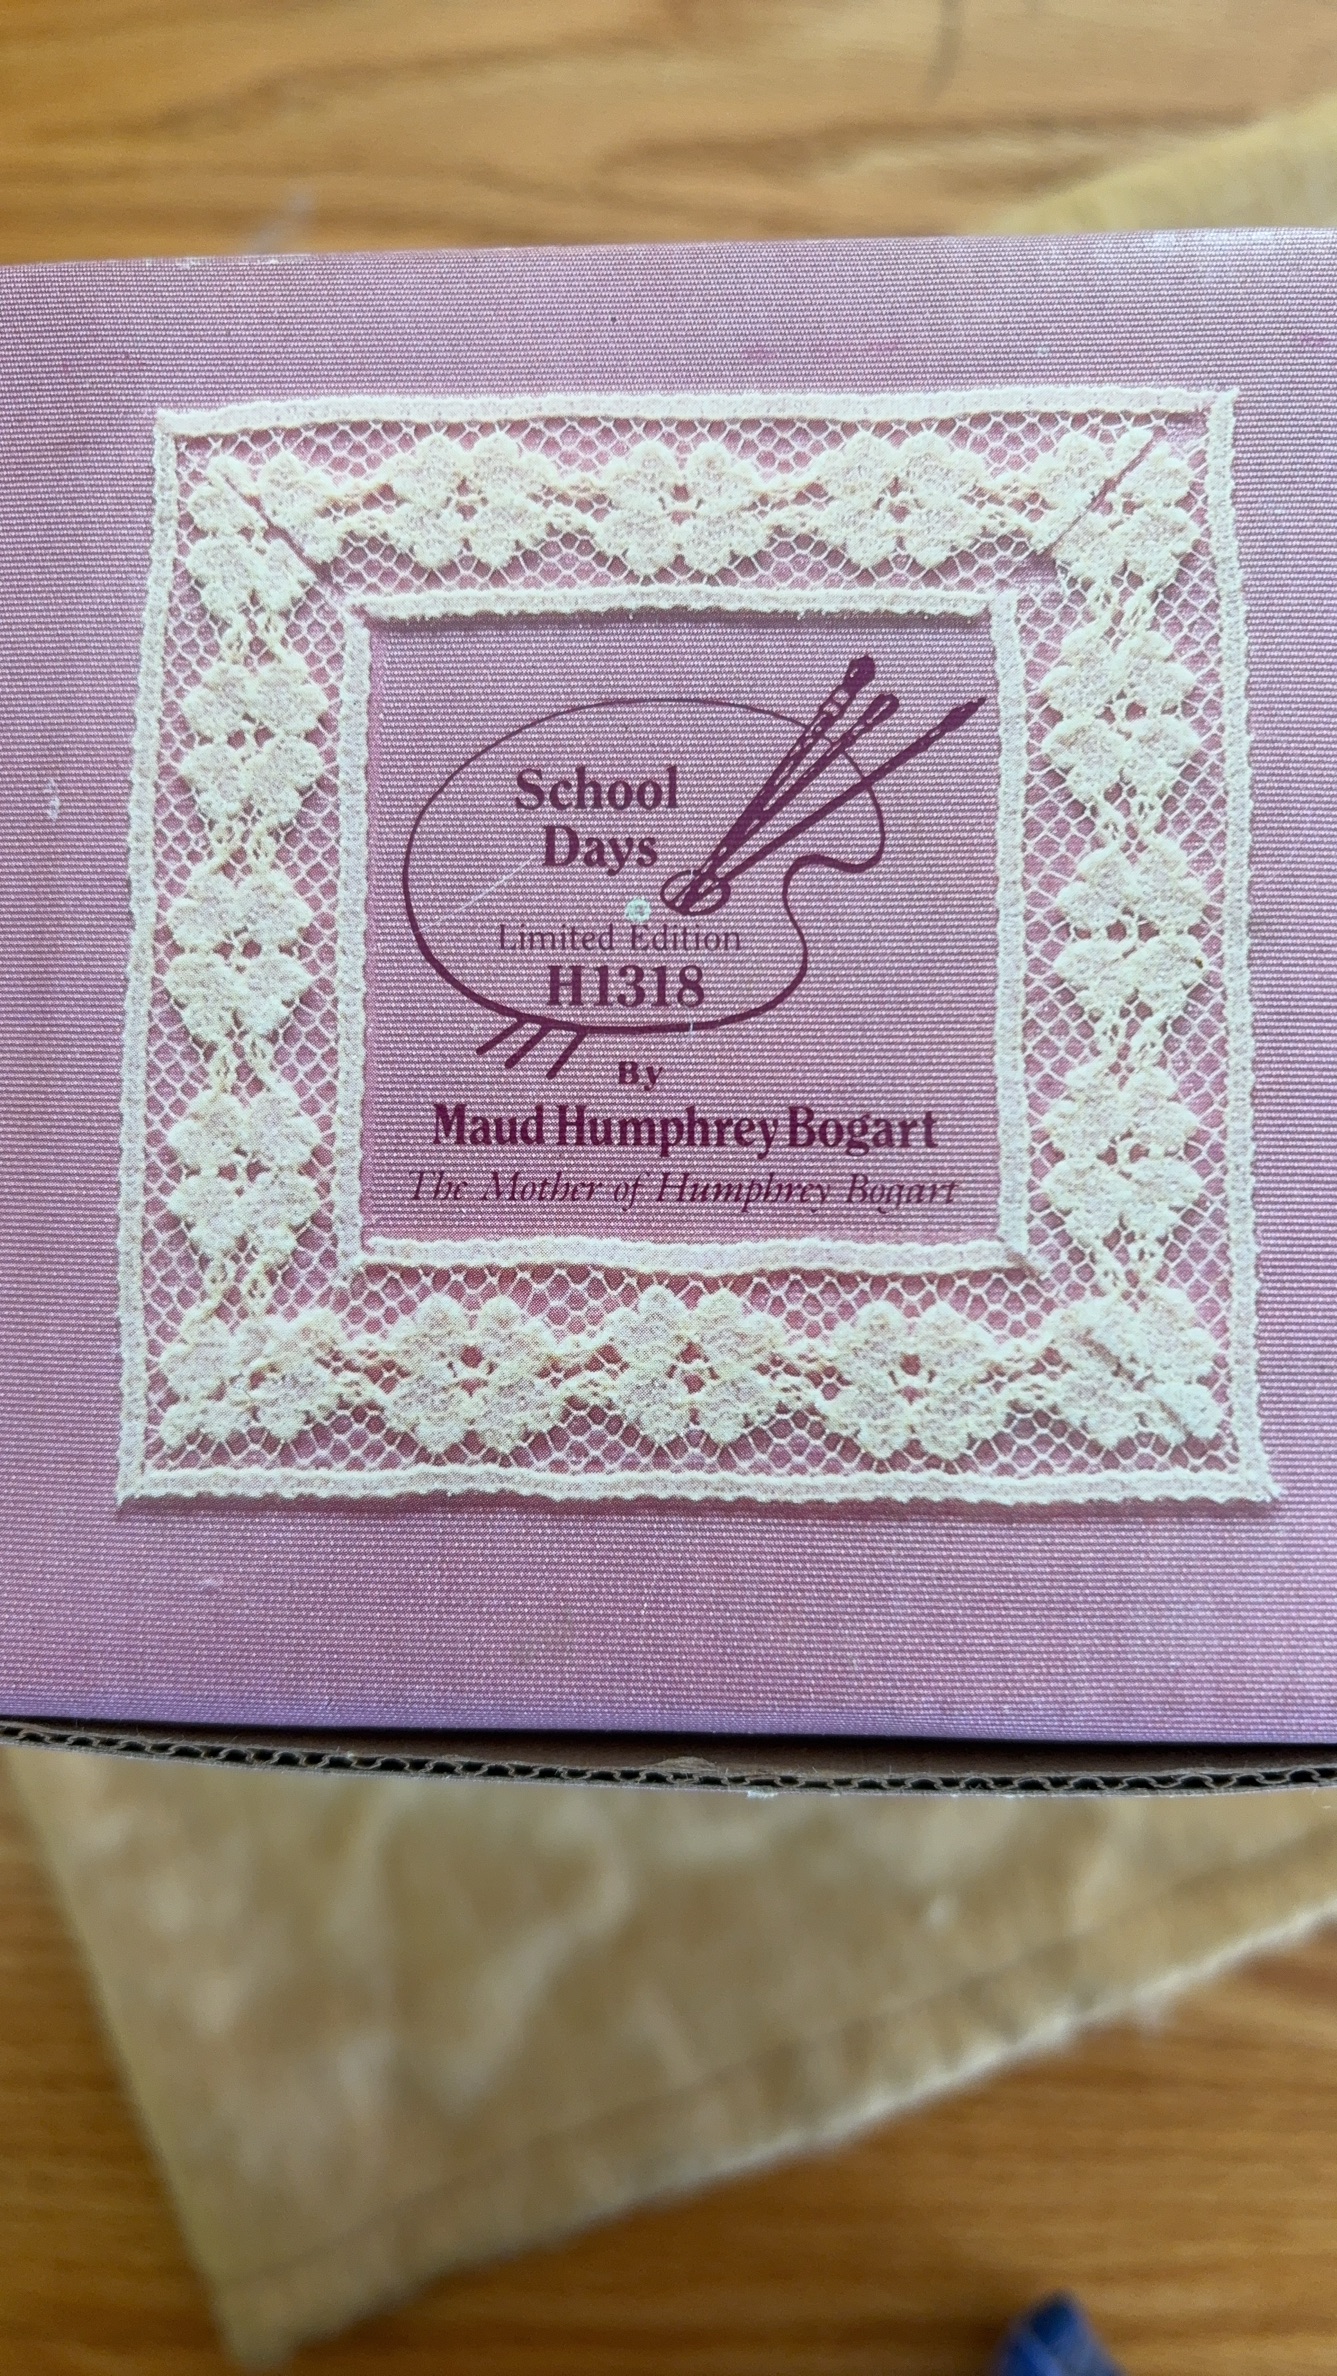 School
Days
Limited Edition
H1318
By
Maud Humphrey Bogart
The Mother of Humphrey Bogart